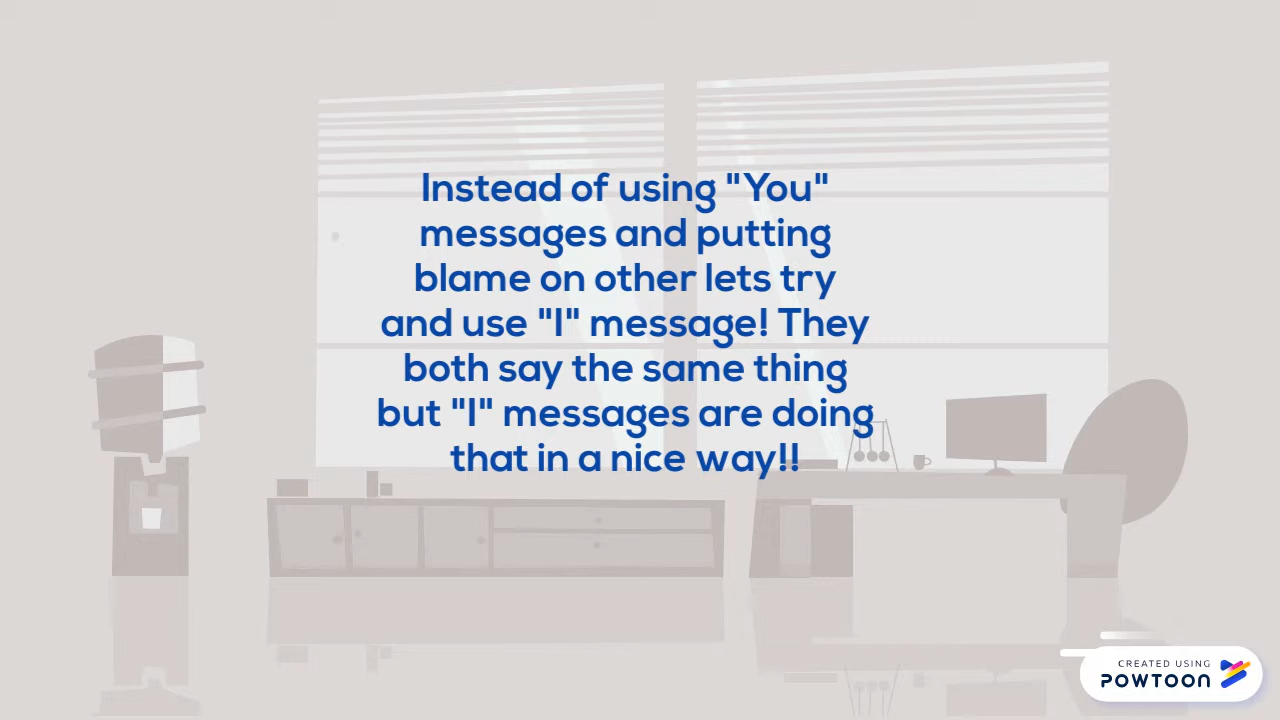 Instead of using "You"
messages and putting
blame on other lets try
and use "I" message! They
both say the same thing
but "I" messages are doing
that in a nice way!!
CREATED USING
POWTOON